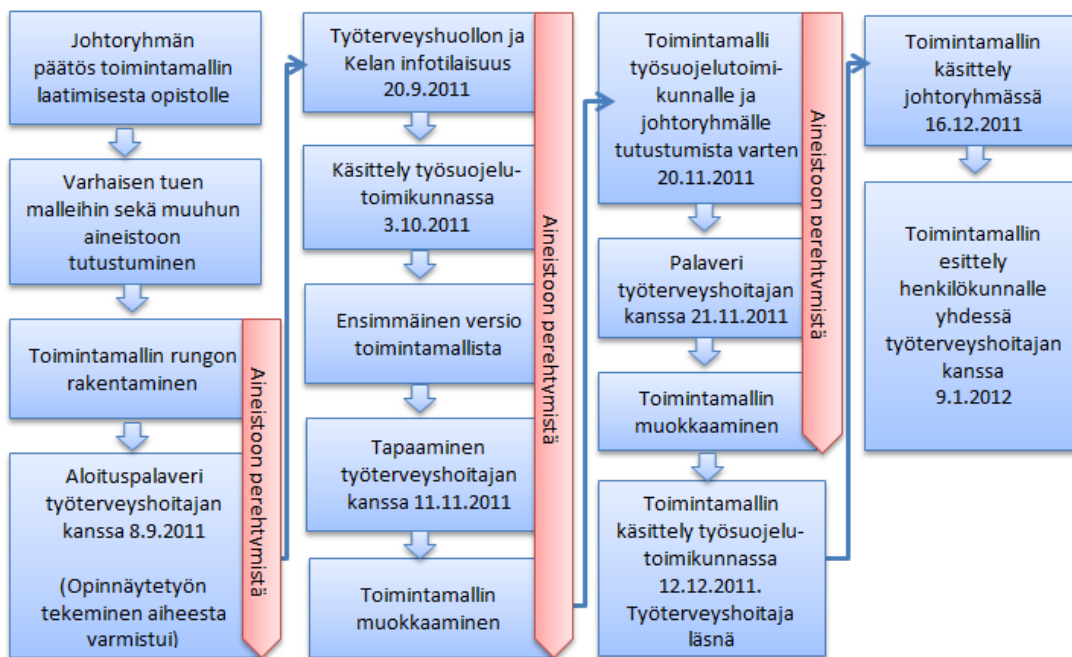 Johtoryhmän
päätös toimintamallin
laatimisesta opistolle
Varhaisen tuen
malleihin sekä muuhun
aineistoon
tutustuminen
Toimintamallin rungon
rakentaminen
Aloituspalaveri
työterveyshoitajan
kanssa 8.9.2011
(Opinnäytetyön
tekeminen aiheesta
varmistui)
Aineistoon perehtymistä
Työterveyshuollon ja
Kelan infotilaisuus
20.9.2011
Käsittely työsuojelu-
toimikunnassa
3.10.2011
Ensimmäinen versio
toimintamallista
Tapaaminen
työterveyshoitajan
kanssa 11.11.2011
Toimintamallin
muokkaaminen
Aineistoon perehtymistä
Toimintamalli
työsuojelutoimi-
kunnalle ja
johtoryhmälle
tutustumista varten
20.11.2011
Palaveri
työterveyshoitajan
kanssa 21.11.2011
Toimintamallin
muokkaaminen
Toimintamallin
käsittely työsuojelu-
toimikunnassa
12.12.2011.
Työterveyshoitaja
läsnä
Aineistoon perehtymistä
Toimintamallin
käsittely
johtoryhmässä
16.12.2011
Toimintamallin
esittely
henkilökunnalle
yhdessä
työterveyshoitajan
kanssa
9.1.2012